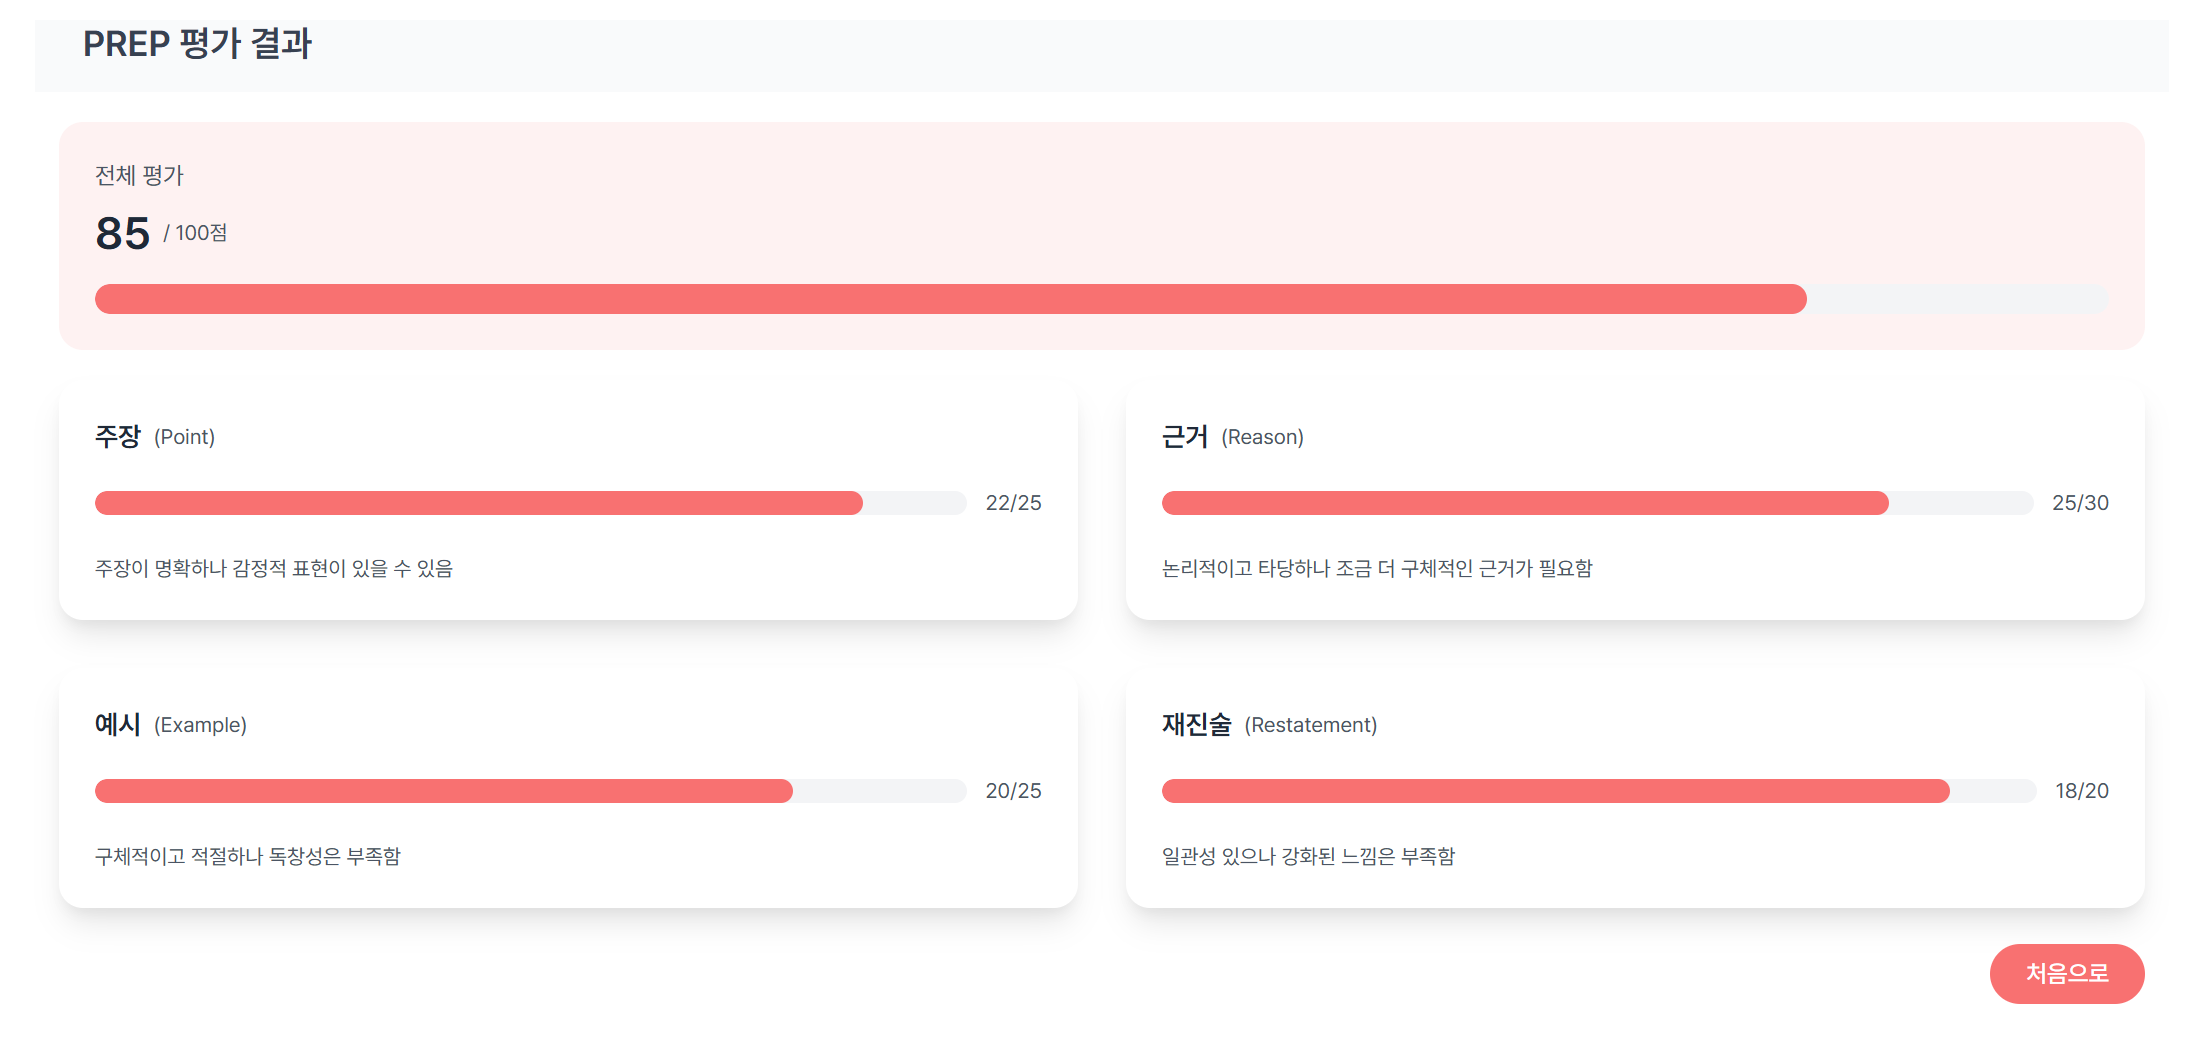 PREP 평가 결과
전체 평가
85 / 100점
주장 (Point)
22/25
주장이 명확하나 감정적 표현이 있을 수 있음
근거 (Reason)
25/30
논리적이고 타당하나 조금 더 구체적인 근거가 필요함
예시 (Example)
20/25
구체적이고 적절하나 독창성은 부족함
재진술 (Restatement)
18/20
일관성 있으나 강화된 느낌은 부족함
처음으로